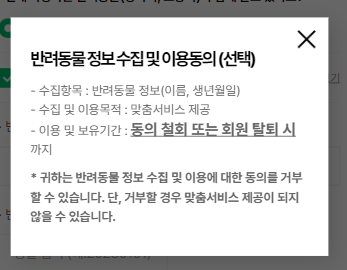 반려동물 정보 수집 및 이용동의 (선택)
- 수집항목 : 반려동물 정보(이름, 생년월일)
- 수집 및 이용목적 : 맞춤서비스 제공
- 이용 및 보유기간 : 동의 철회 또는 회원 탈퇴 시
까지
* 귀하는 반려동물 정보 수집 및 이용에 대한 동의를 거부
할 수 있습니다. 단, 거부할 경우 맞춤서비스 제공이 되지
않을 수 있습니다.